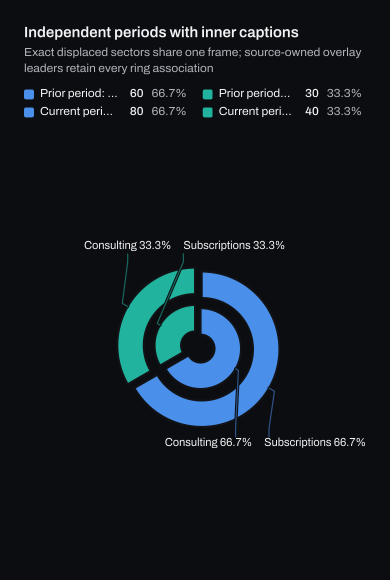 Independent periods with inner captions
Exact displaced sectors share one frame; source-owned overlay
leaders retain every ring association
Prior period: ... 60 66.7% Prior period... 30 33.3%
Current peri... 80 66.7% Current peri... 40 33.3%
Consulting 33.3% Subscriptions 33.3%
Consulting 66.7% Subscriptions 66.7%